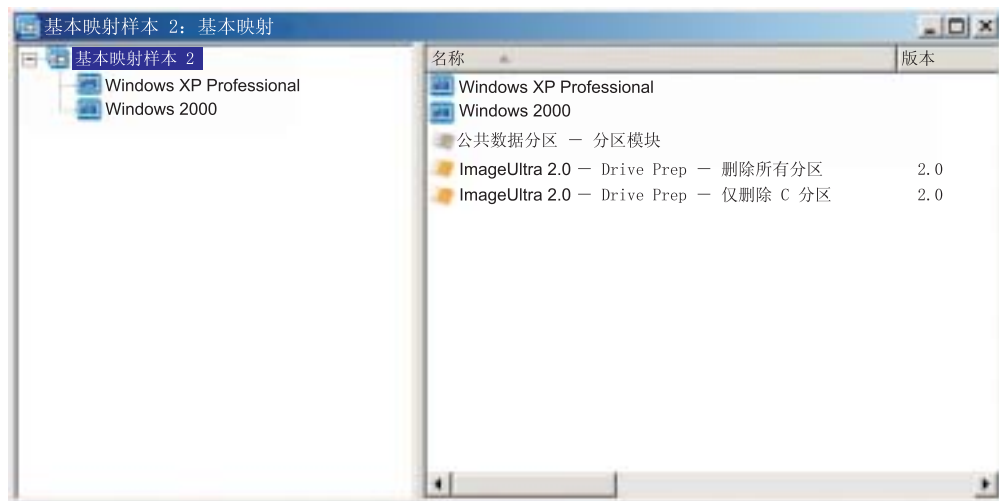 基本映射样本 2：基本映射
基本映射样本 2
Windows XP Professional
Windows 2000
名称 版本
Windows XP Professional
Windows 2000
公共数据分区 － 分区模块
ImageUltra 2.0 － Drive Prep － 删除所有分区 2.0
ImageUltra 2.0 － Drive Prep － 仅删除 C 分区 2.0